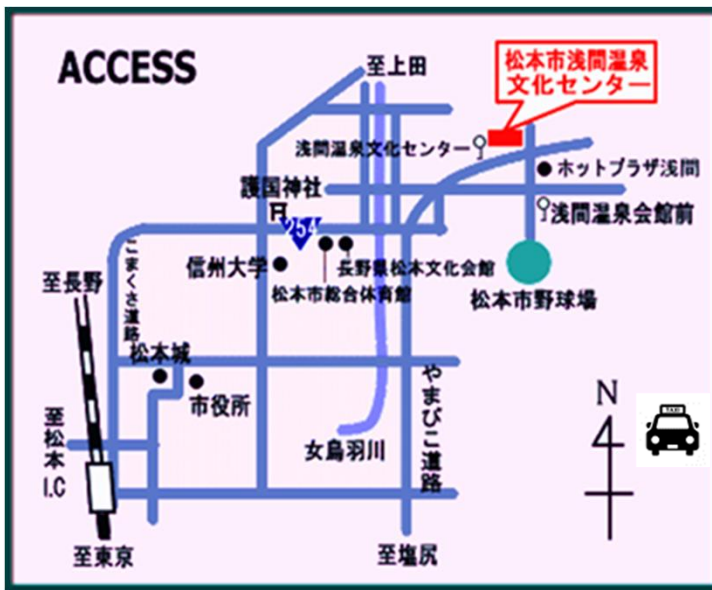 ACCESS
至上田
松本市浅間温泉
文化センター
浅間温泉文化センター
ホットプラザ浅間
護国神社
254
浅間温泉会館前
信州大学
長野県松本文化会館
松本市総合体育館
松本市野球場
こまくさ道路
至長野
松本城
市役所
やまびこ道路
至松本I.C
女鳥羽川
N
TAXI
至東京
至塩尻